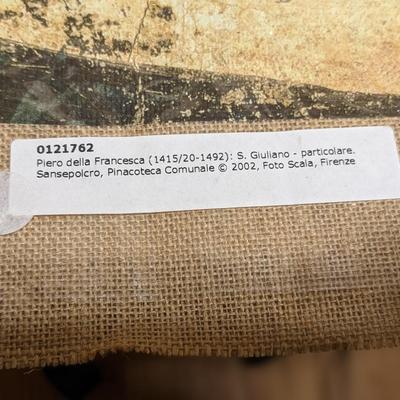 0121762
Piero della Francesca (1415/20-1492): S. Giuliano - particolare.
Sansepolcro, Pinacoteca Comunale © 2002, Foto Scala, Firenze